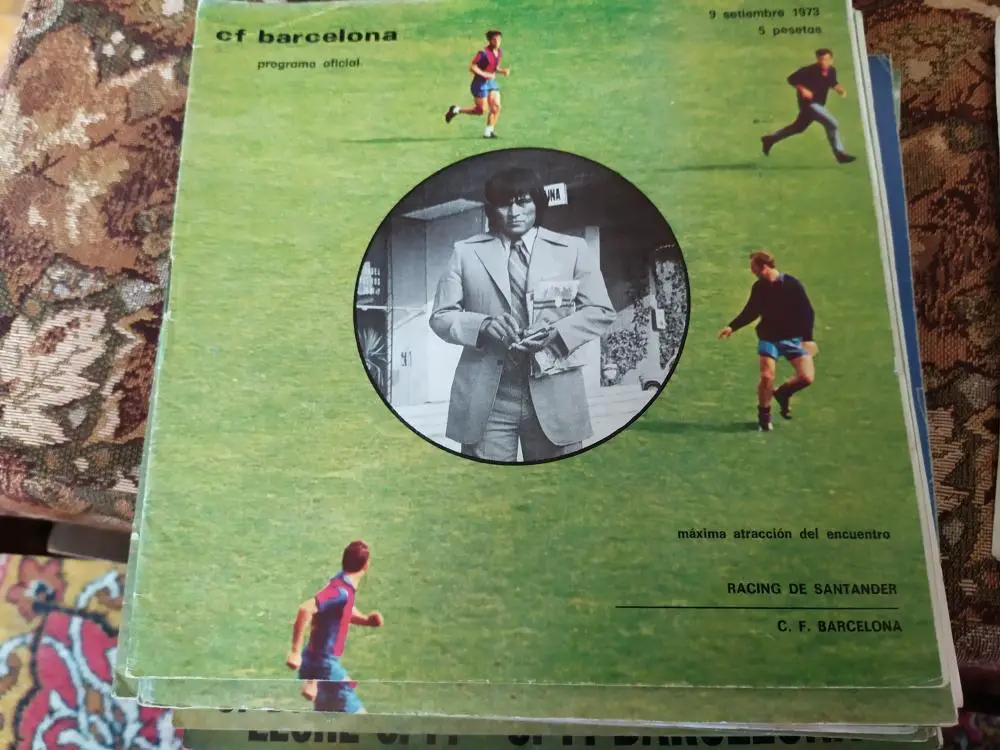 cf barcelona
programa oficial
9 setiembre 1973
5 pesetas
máxima atracción del encuentro
RACING DE SANTANDER
C. F. BARCELONA